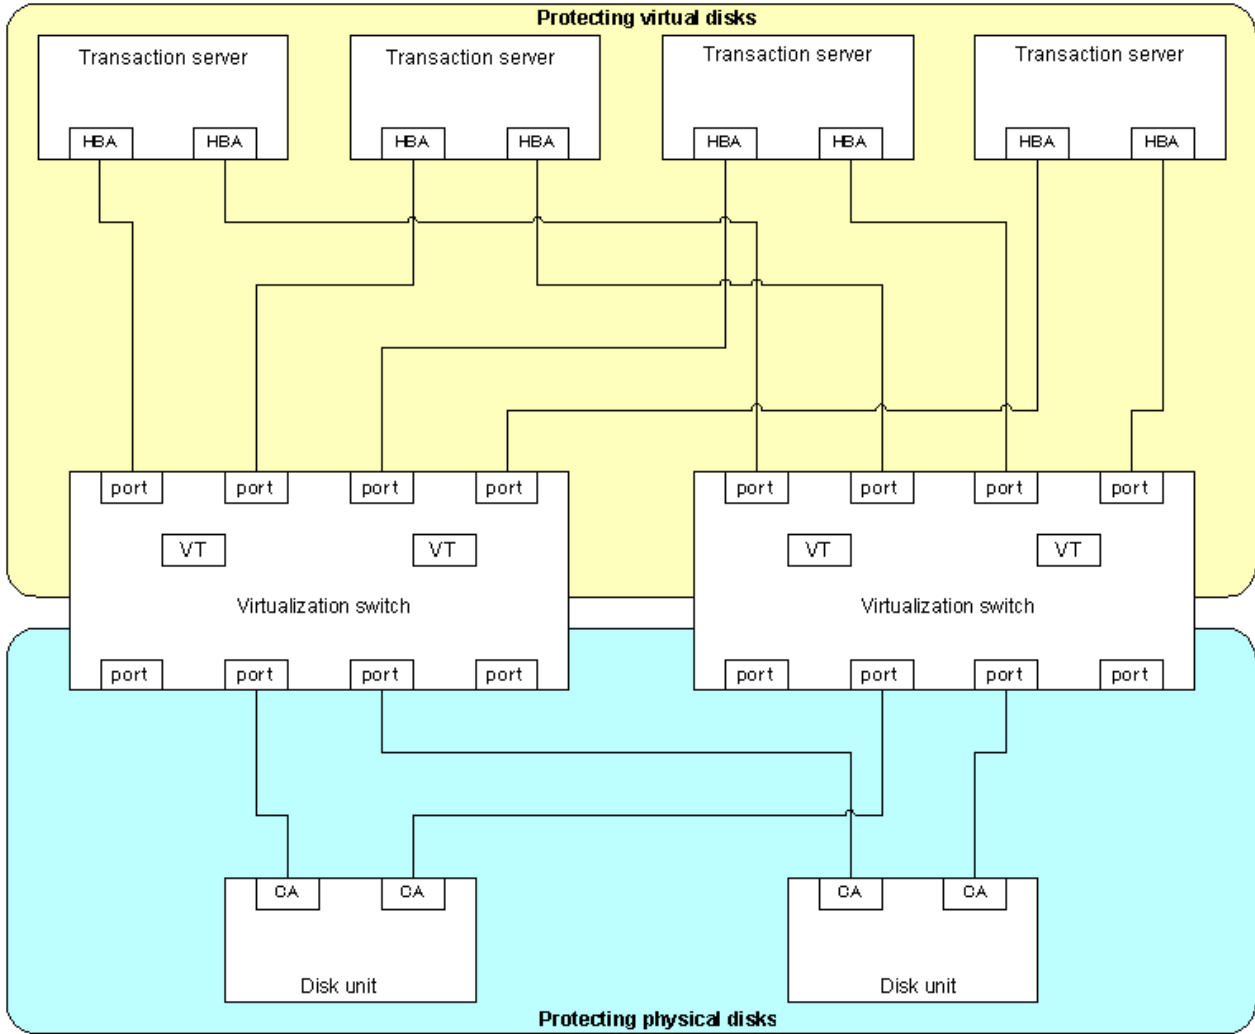 Protecting virtual disks
Transaction server Transaction server Transaction server Transaction server
HBA HBA HBA HBA HBA HBA HBA HBA
port port port port port port port port
VT VT VT VT
Virtualization switch Virtualization switch
port port port port port port port port
CA CA CA CA
Disk unit Disk unit
Protecting physical disks